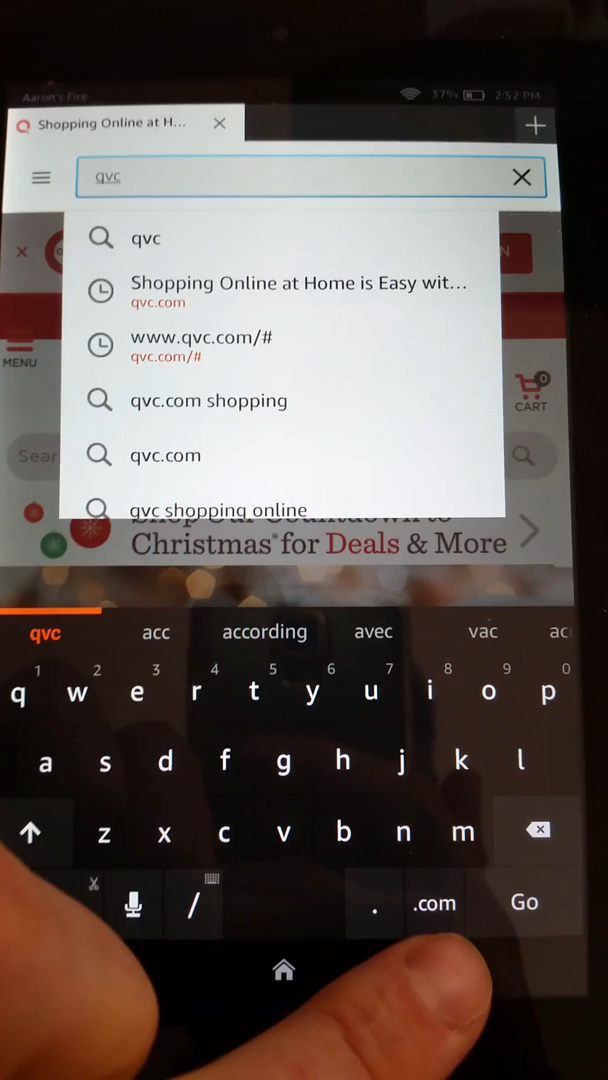 Aaron's Fire 37% 2:52 PM
Shopping Online at H...
qvc
qvc
N
Shopping Online at Home is Easy wit...
qvc.com
www.qvc.com/#
qvc.com/#
MENU
0
CART
qvc.com shopping
Sear
qvc.com
qvc shopping online
Christmas for Deals & More
qvc acc according avec vac ac
1 2 3 4 5 6 7 8 9 0
q w e r t y u i o p
a s d f g h j k l
z x c v b n m
/ . .com Go